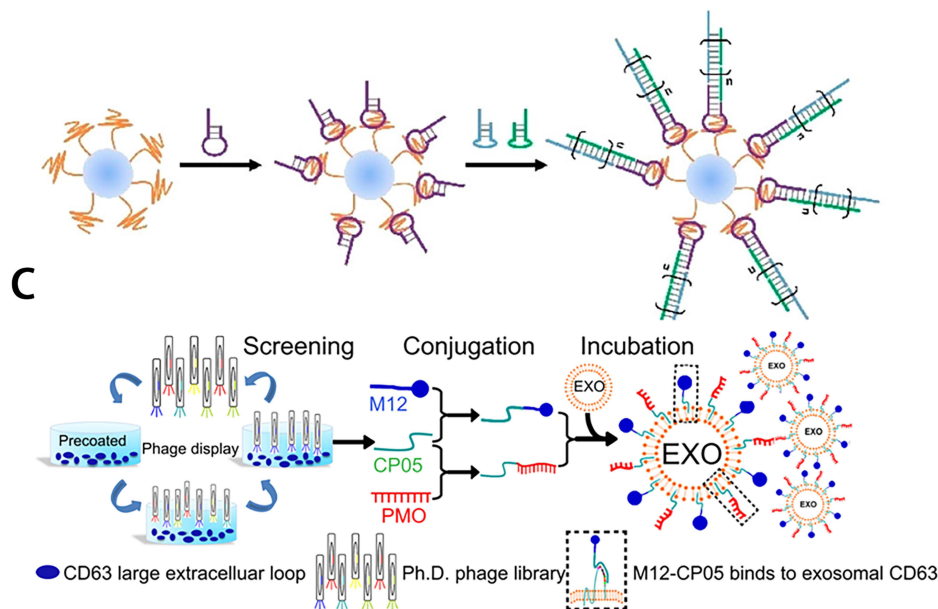 n
n
n
n
n
n
n
C
Screening
Conjugation
Incubation
Precoated
Phage display
M12
CP05
PMO
EXO
EXO
EXO
EXO
EXO
CD63 large extracelluar loop
Ph.D. phage library
M12-CP05 binds to exosomal CD63